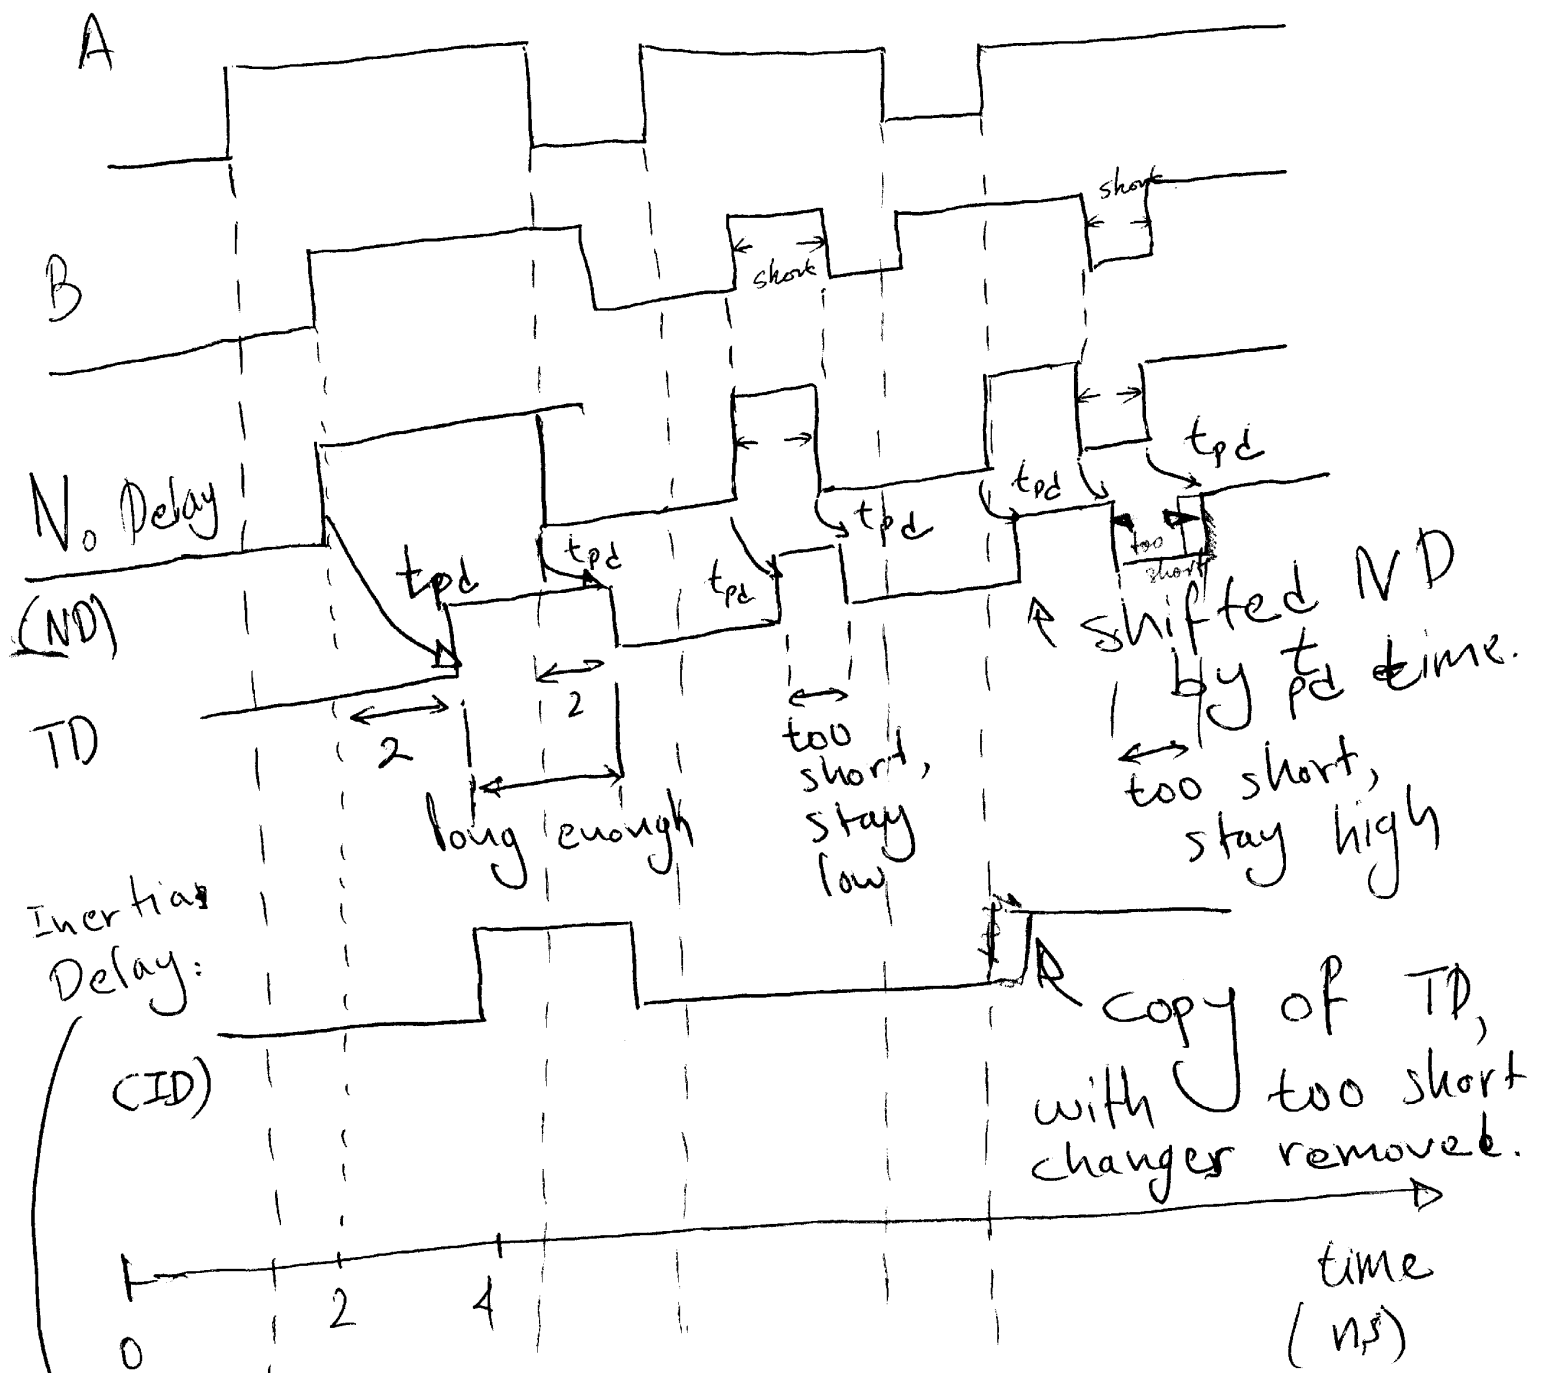 A
short
B
short
No Delay
(ND)
tpd
tpd
tpd
tpd
tpd
tpd
too
short
shifted ND
by tpd time.
TD
2
2
long enough
too
short,
stay
low
too short,
stay high
Inertial
Delay:
(ID)
copy of TD,
with too short
changes removed.
0
2
4
time
(ns)